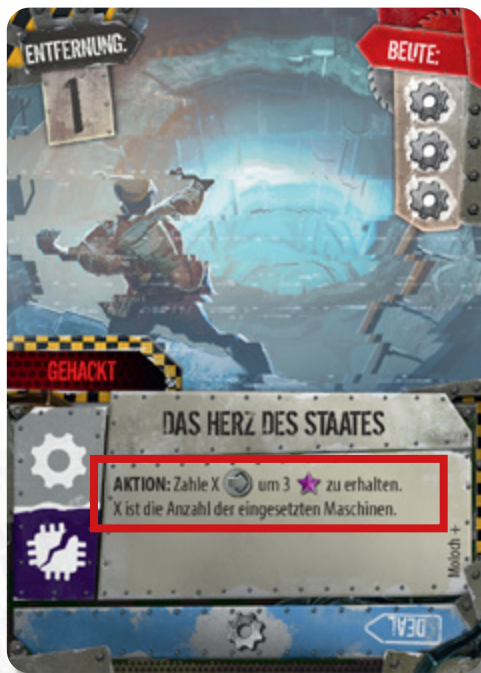 ENTFERNUNG:
1
BEUTE:
GEHACKT
DAS HERZ DES STAATES
AKTION: Zahle X um 3 zu erhalten.
X ist die Anzahl der eingesetzten Maschinen.
Moloch +
DEAL